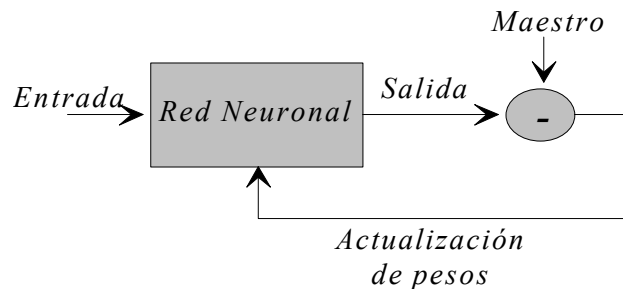 Maestro
Entrada
Red Neuronal
Salida
-
Actualización
de pesos